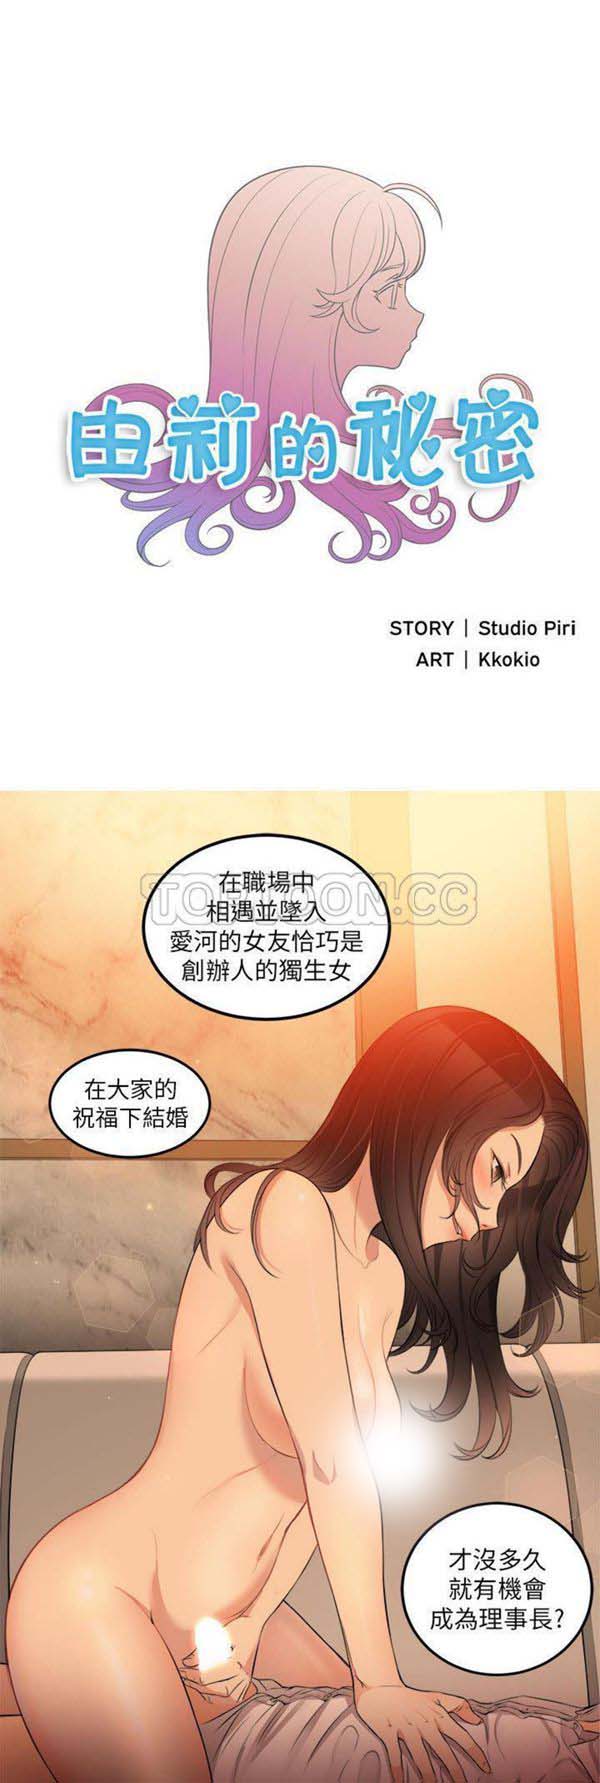 由莉的秘密
STORY | Studio Piri
ART | Kkokio
在職場中
相遇並墜入
愛河的女友恰巧是
創辦人的獨生女
TOPTOON.CC
在大家的
祝福下結婚
才沒多久
就有機會
成為理事長?